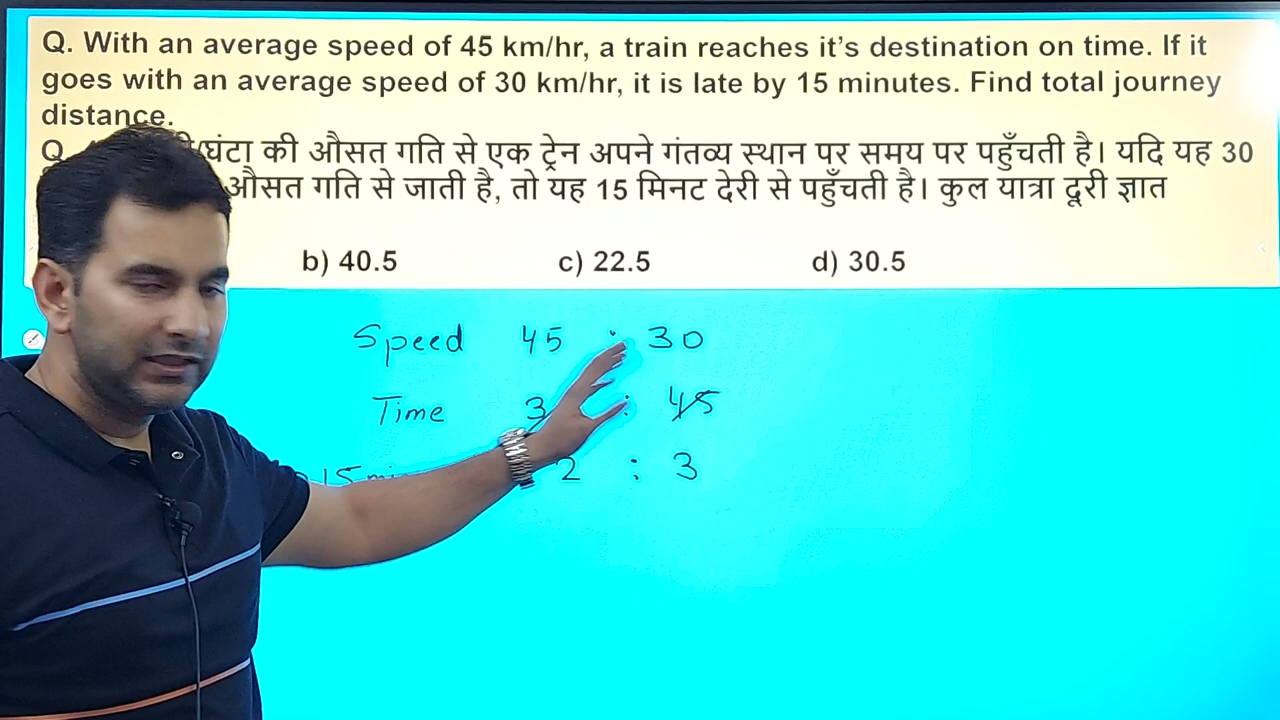 Q. With an average speed of 45 km/hr, a train reaches it's destination on time. If it
goes with an average speed of 30 km/hr, it is late by 15 minutes. Find total journey
distance.
Q. घंटा की औसत गति से एक ट्रेन अपने गंतव्य स्थान पर समय पर पहुँचती है। यदि यह 30
औसत गति से जाती है, तो यह 15 मिनट देरी से पहुँचती है। कुल यात्रा दूरी ज्ञात
b) 40.5 c) 22.5 d) 30.5
Speed 45 : 30
Time 3 : 45
15 2 : 3